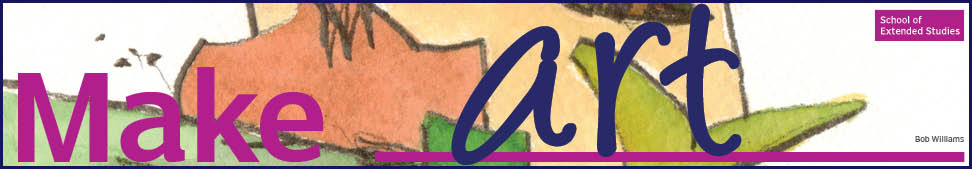 Make art
School of
Extended Studies
Bob Williams